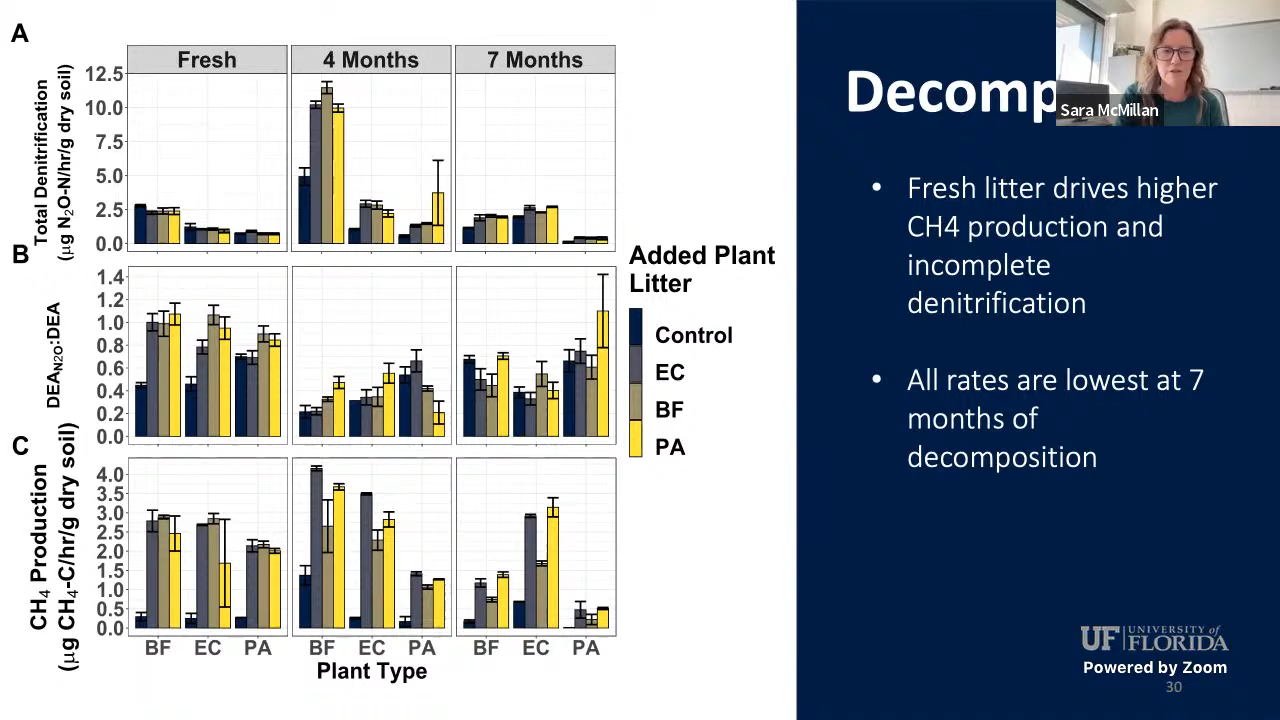 A
Fresh
4 Months
7 Months
Total Denitrification
(µg N₂O-N/hr/g dry soil)
12.5
10.0
7.5
5.0
2.5
0.0
B
DEA_N₂O:DEA
1.4
1.2
1.0
0.8
0.6
0.4
0.2
0.0
C
CH₄ Production
(µg CH₄-C/hr/g dry soil)
4.0
3.5
3.0
2.5
2.0
1.5
1.0
0.5
0.0
BF EC PA
BF EC PA
BF EC PA
Plant Type
Added Plant
Litter
Control
EC
BF
PA
Decomp
Sara McMillan
• Fresh litter drives higher
CH4 production and
incomplete
denitrification
• All rates are lowest at 7
months of
decomposition
UF UNIVERSITY of
FLORIDA
Powered by Zoom
30